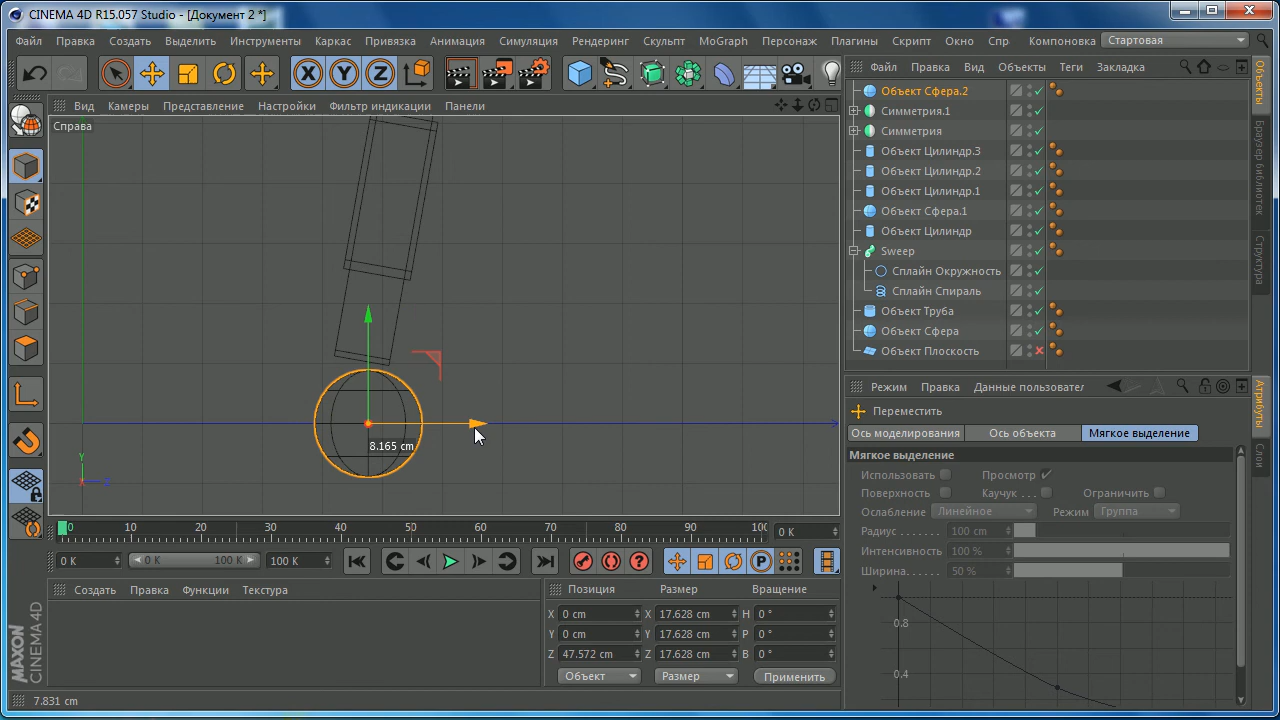 CINEMA 4D R15.057 Studio - [Документ 2 *]
Файл Правка Создать Выделить Инструменты Каркас Привязка Анимация Симуляция Рендеринг Скульпт MoGraph Персонаж Плагины Скрипт Окно Спр Компоновка Стартовая
X Y Z
Файл Правка Вид Объекты Теги Закладка
Вид Камеры Представление Настройки Фильтр индикации Панели
Справа
Объект Сфера.2
Симметрия.1
Симметрия
Объект Цилиндр.3
Объект Цилиндр.2
Объект Цилиндр.1
Объект Сфера.1
Объект Цилиндр
Sweep
Сплайн Окружность
Сплайн Спираль
Объект Труба
Объект Сфера
Объект Плоскость
Объекты
Браузер библиотек
Структура
8.165 cm
Y
X
Z
Режим Правка Данные пользовател
Переместить
Ось моделирования Ось объекта Мягкое выделение
Мягкое выделение
Использовать Просмотр
Поверхность Каучук . . . Ограничить
Ослабление Линейное Режим Группа
Радиус . . . . . . 100 cm
Интенсивность 100 %
Ширина. . . . . . 50 %
0.8
0.4
Атрибуты
Слои
0 10 20 30 40 50 60 70 80 90 100 0 K
0 K 0 K 100 K 100 K
P
Создать Правка Функции Текстура
Позиция Размер Вращение
X 0 cm X 17.628 cm H 0 °
Y 0 cm Y 17.628 cm P 0 °
Z 47.572 cm Z 17.628 cm B 0 °
Объект Размер Применить
MAXON
CINEMA 4D
7.831 cm